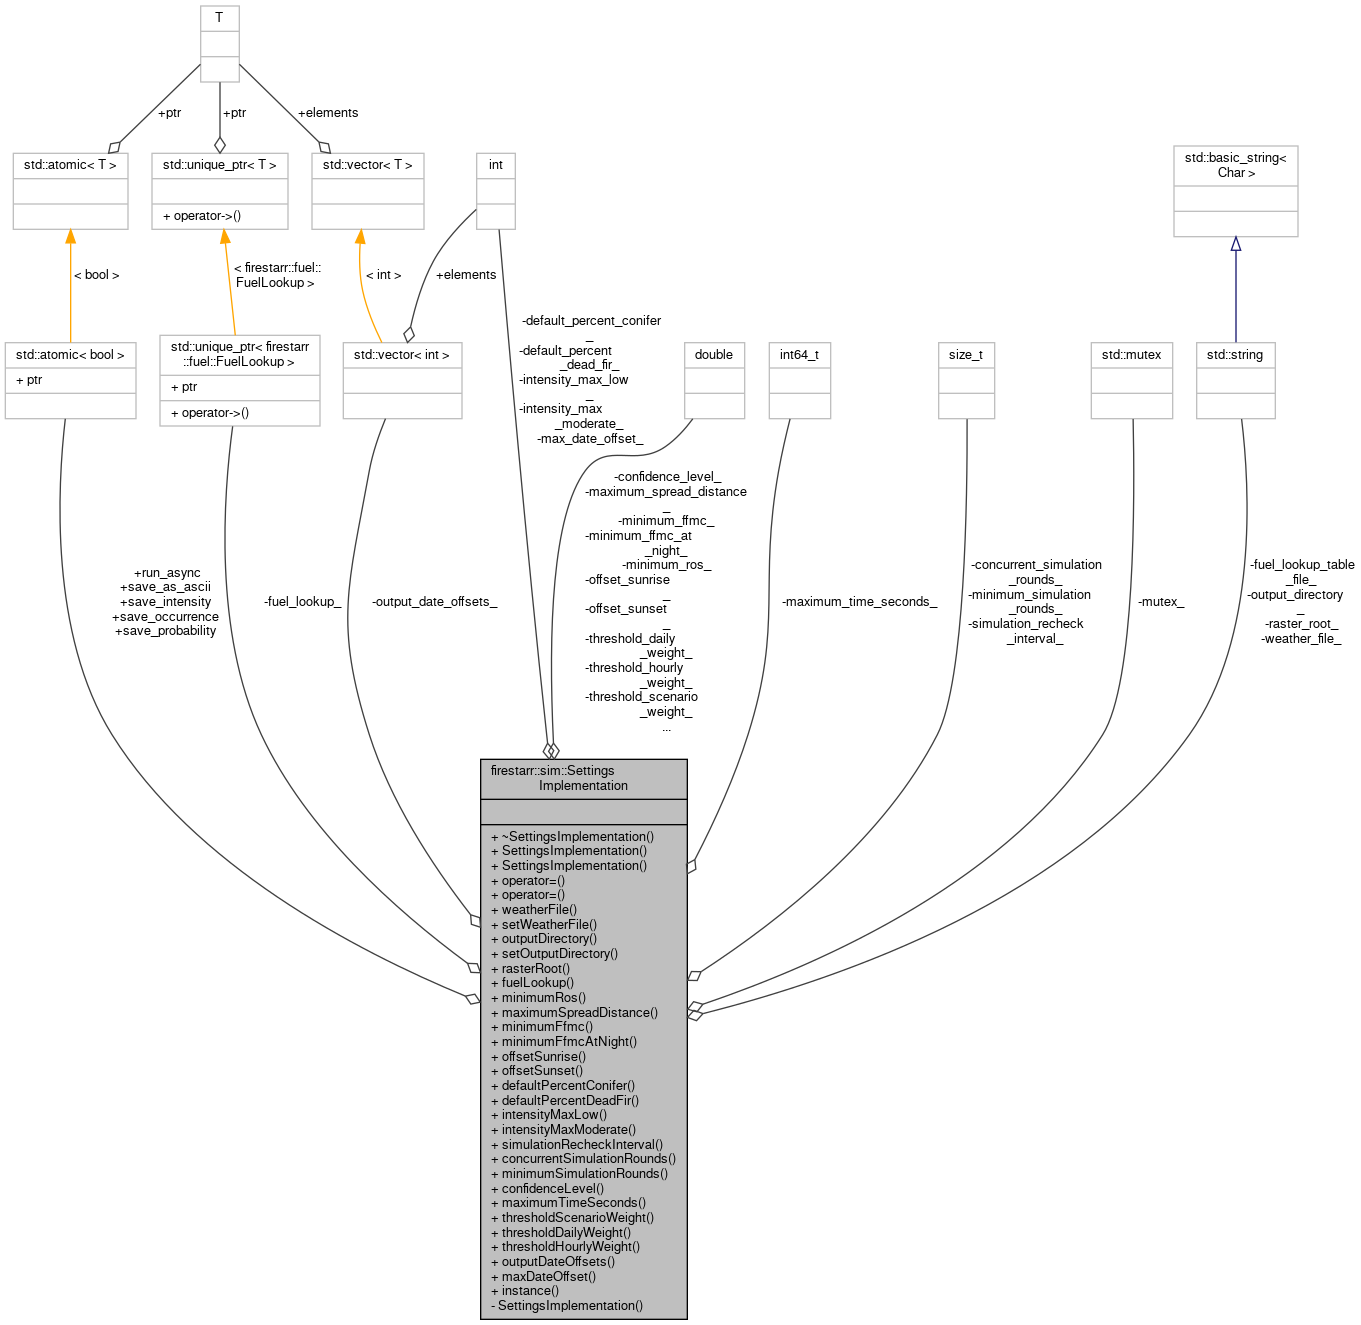 T
+ptr
+ptr
+elements
std::atomic< T >
std::unique_ptr< T >
+ operator->()
std::vector< T >
int
std::basic_string<
Char >
< bool >
< firestarr::fuel::
FuelLookup >
< int >
+elements
std::atomic< bool >
+ ptr
std::unique_ptr< firestarr
::fuel::FuelLookup >
+ ptr
+ operator->()
std::vector< int >
-default_percent_conifer
_
-default_percent
_dead_fir_
-intensity_max_low
_
-intensity_max
_moderate_
-max_date_offset_
double
int64_t
size_t
std::mutex
std::string
+run_async
+save_as_ascii
+save_intensity
+save_occurrence
+save_probability
-fuel_lookup_
-output_date_offsets_
-confidence_level_
-maximum_spread_distance
_
-minimum_ffmc_
-minimum_ffmc_at
_night_
-minimum_ros_
-offset_sunrise
_
-offset_sunset
_
-threshold_daily
_weight_
-threshold_hourly
_weight_
-threshold_scenario
_weight_
...
-maximum_time_seconds_
-concurrent_simulation
_rounds_
-minimum_simulation
_rounds_
-simulation_recheck
_interval_
-mutex_
-fuel_lookup_table
_file_
-output_directory
_
-raster_root_
-weather_file_
firestarr::sim::Settings
Implementation
+ ~SettingsImplementation()
+ SettingsImplementation()
+ SettingsImplementation()
+ operator=()
+ operator=()
+ weatherFile()
+ setWeatherFile()
+ outputDirectory()
+ setOutputDirectory()
+ rasterRoot()
+ fuelLookup()
+ minimumRos()
+ maximumSpreadDistance()
+ minimumFfmc()
+ minimumFfmcAtNight()
+ offsetSunrise()
+ offsetSunset()
+ defaultPercentConifer()
+ defaultPercentDeadFir()
+ intensityMaxLow()
+ intensityMaxModerate()
+ simulationRecheckInterval()
+ concurrentSimulationRounds()
+ minimumSimulationRounds()
+ confidenceLevel()
+ maximumTimeSeconds()
+ thresholdScenarioWeight()
+ thresholdDailyWeight()
+ thresholdHourlyWeight()
+ outputDateOffsets()
+ maxDateOffset()
+ instance()
- SettingsImplementation()